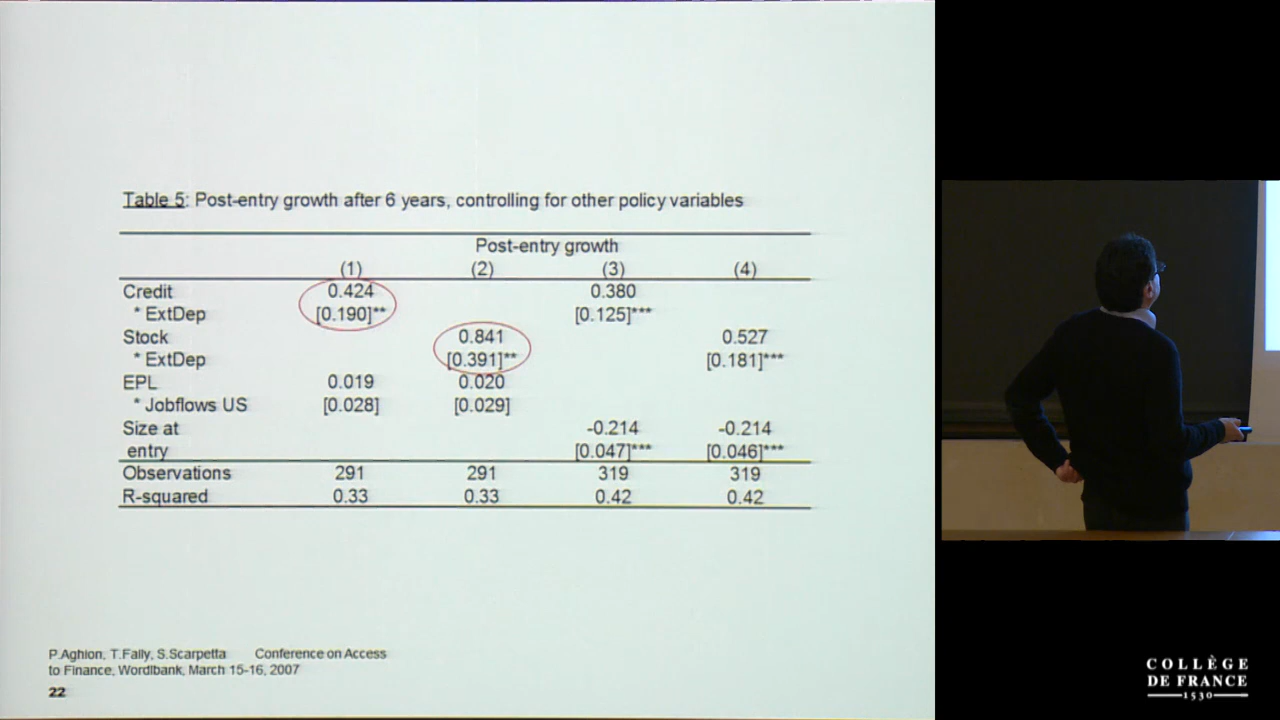 Table 5: Post-entry growth after 6 years, controlling for other policy variables
Post-entry growth
(1) (2) (3) (4)
Credit 0.424 0.380
* ExtDep [0.190]** [0.125]***
Stock 0.841 0.527
* ExtDep [0.391]** [0.181]***
EPL 0.019 0.020
* Jobflows US [0.028] [0.029]
Size at -0.214 -0.214
entry [0.047]*** [0.046]***
Observations 291 291 319 319
R-squared 0.33 0.33 0.42 0.42
P.Aghion, T.Fally, S.Scarpetta Conference on Access
to Finance, Wordlbank, March 15-16, 2007
22
COLLÈGE
DE FRANCE
1530